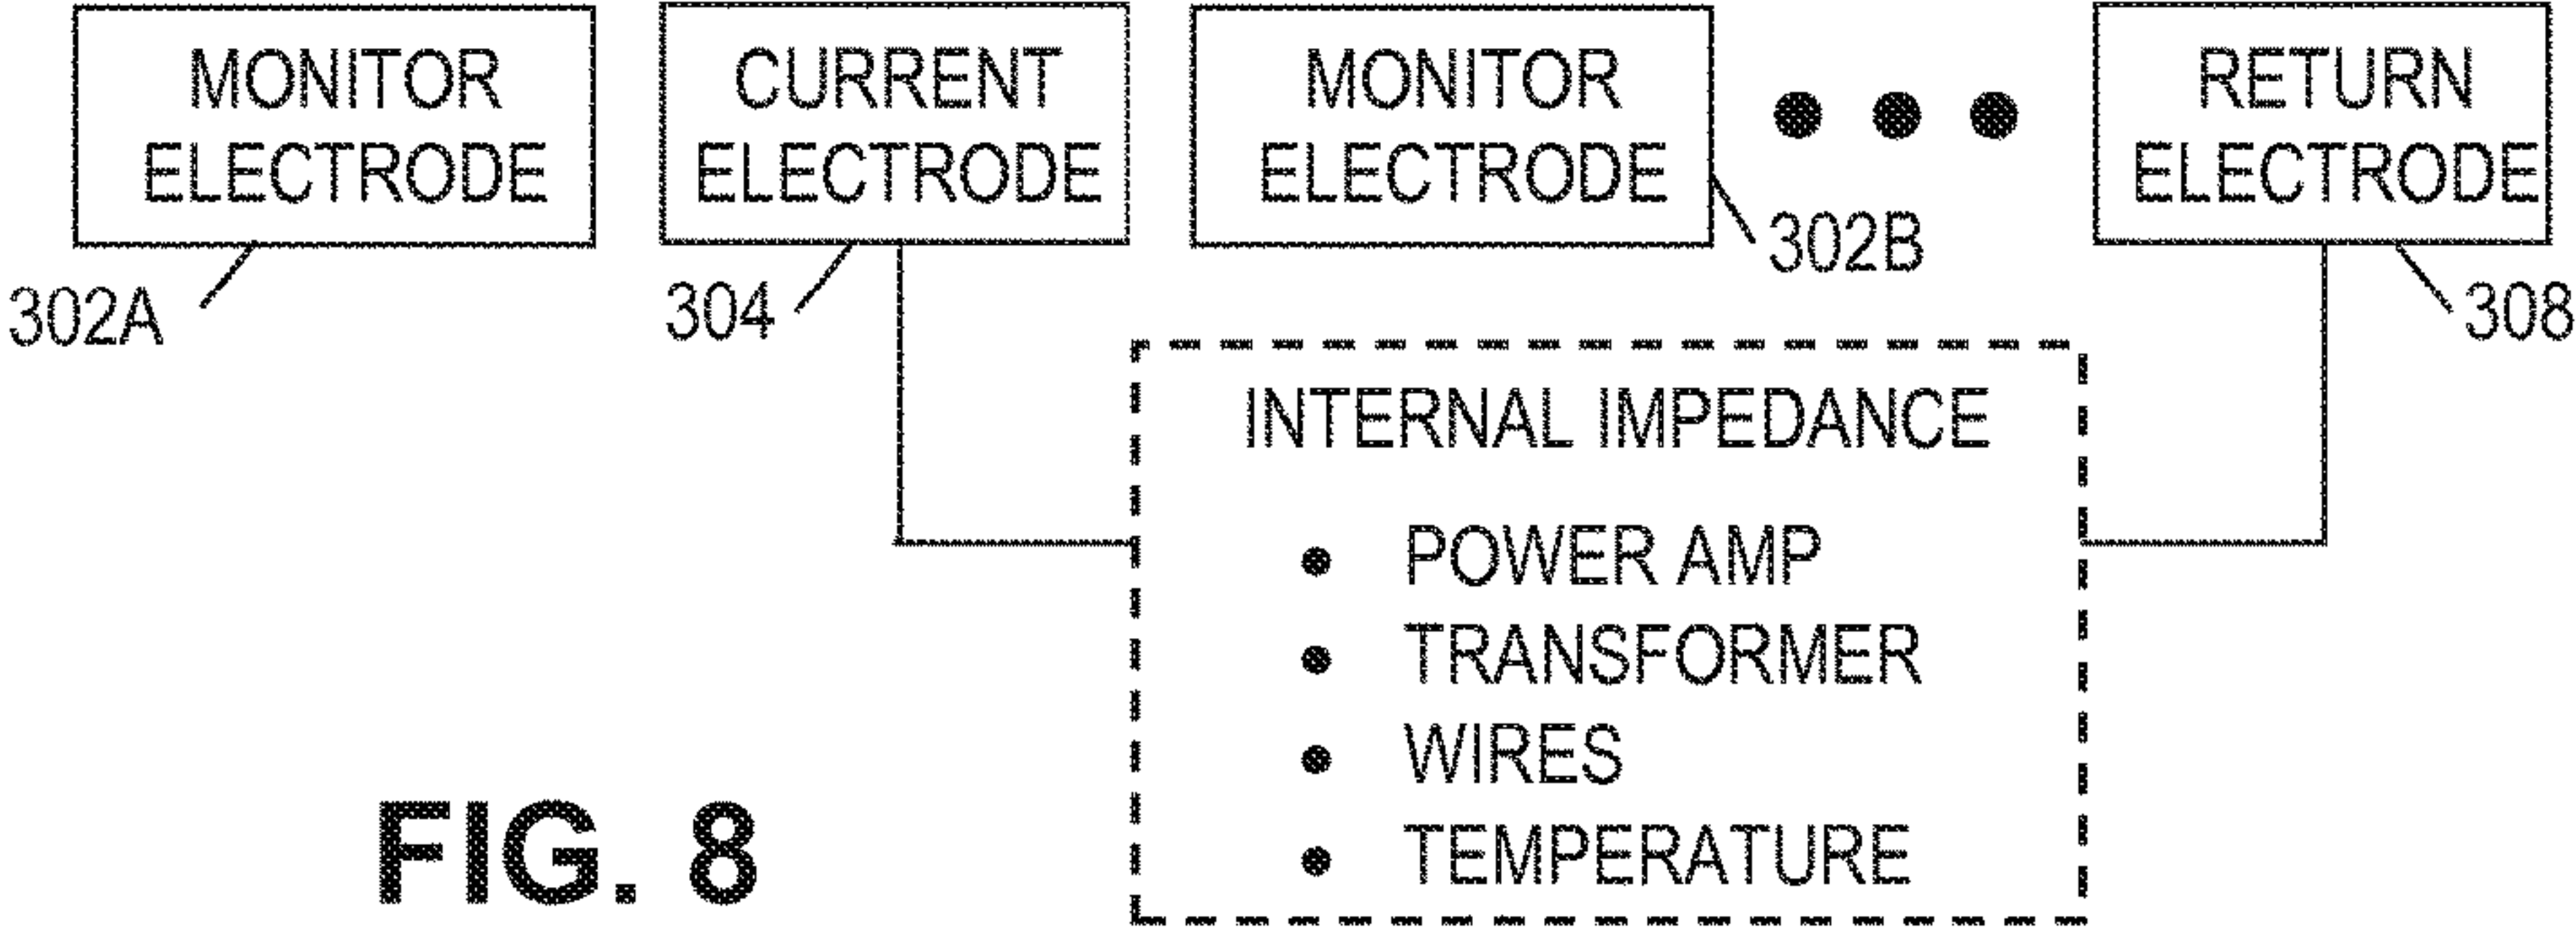 MONITOR
ELECTRODE
CURRENT
ELECTRODE
MONITOR
ELECTRODE
RETURN
ELECTRODE
302A
304
302B
308
INTERNAL IMPEDANCE
• POWER AMP
• TRANSFORMER
• WIRES
• TEMPERATURE
FIG. 8